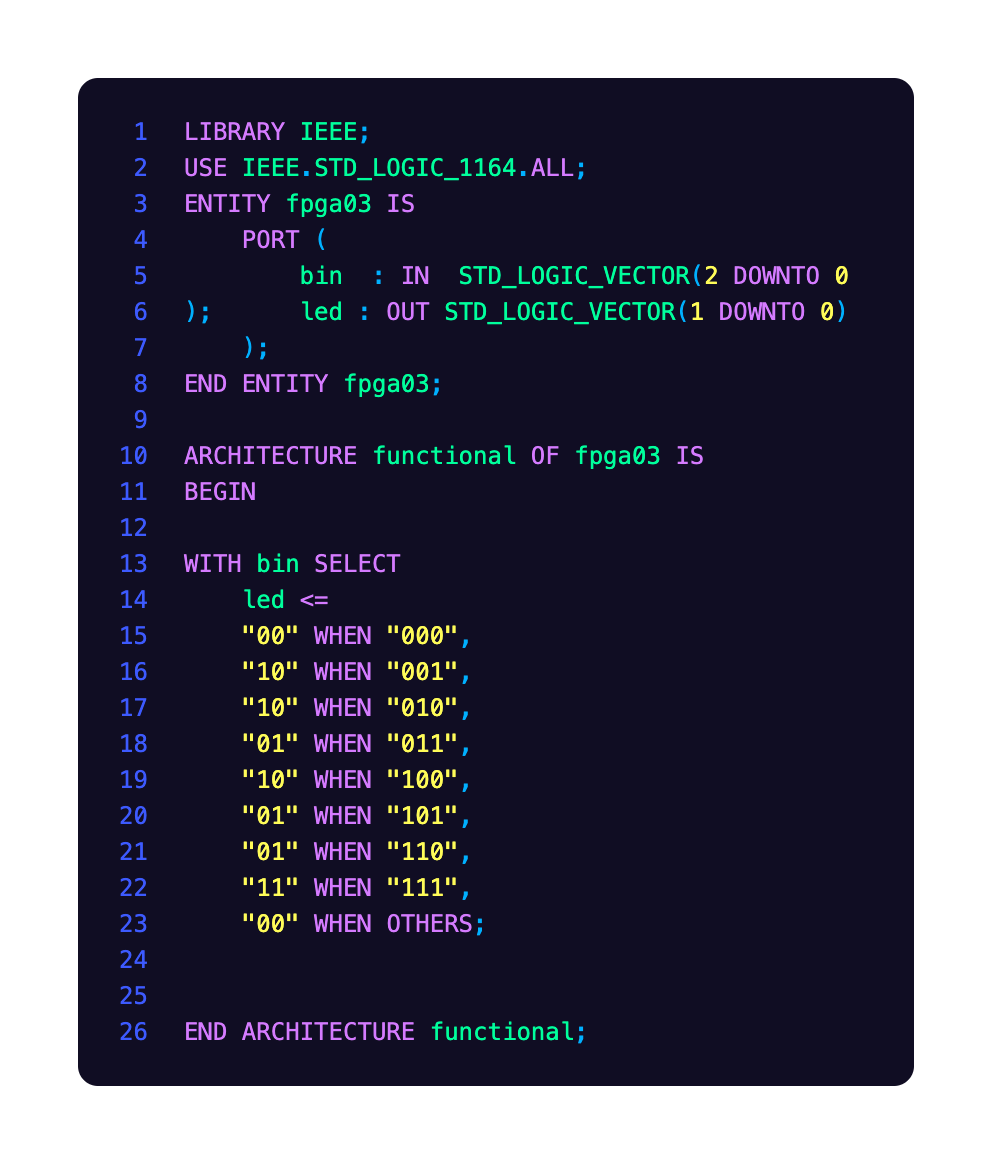 1 LIBRARY IEEE;
2 USE IEEE.STD_LOGIC_1164.ALL;
3 ENTITY fpga03 IS
4     PORT (
5         bin  : IN  STD_LOGIC_VECTOR(2 DOWNTO 0
6 );      led : OUT STD_LOGIC_VECTOR(1 DOWNTO 0)
7     );
8 END ENTITY fpga03;
9
10 ARCHITECTURE functional OF fpga03 IS
11 BEGIN
12
13 WITH bin SELECT
14     led <=
15     "00" WHEN "000",
16     "10" WHEN "001",
17     "10" WHEN "010",
18     "01" WHEN "011",
19     "10" WHEN "100",
20     "01" WHEN "101",
21     "01" WHEN "110",
22     "11" WHEN "111",
23     "00" WHEN OTHERS;
24
25
26 END ARCHITECTURE functional;